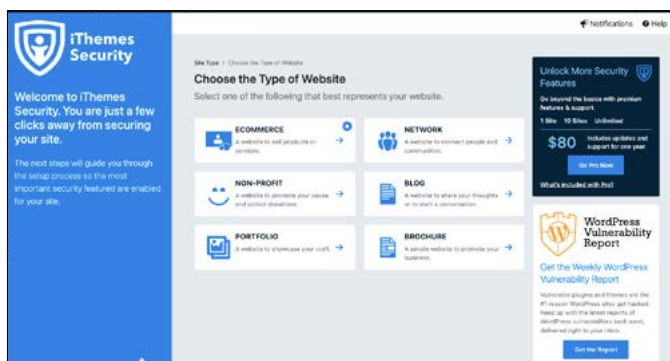 Notifications Help
iThemes
Security
Welcome to iThemes
Security. You are just a few
clicks away from securing
your site.
The next steps will guide you through
the setup process so the most
important security featured are enabled
for your site.
Site Type > Choose the Type of Website
Choose the Type of Website
Select one of the following that best represents your website.
ECOMMERCE
A website to sell products or
services.
NETWORK
A website to connect people and
communities.
NON-PROFIT
A website to promote your cause
and collect donations.
BLOG
A website to share your thoughts
or to start a conversation.
PORTFOLIO
A website to showcase your craft.
BROCHURE
A simple website to promote your
business.
Unlock More Security
Features
Go beyond the basics with premium
features & support.
1 Site 10 Sites Unlimited
$80
Includes updates and
support for one year.
Go Pro Now
What's included with Pro?
WordPress
Vulnerability
Report
Get the Weekly WordPress
Vulnerability Report
Vulnerable plugins and themes are the
#1 reason WordPress sites get hacked.
Keep up with the latest reports of
WordPress vulnerabilities each week,
delivered right to your inbox.
Get the Report